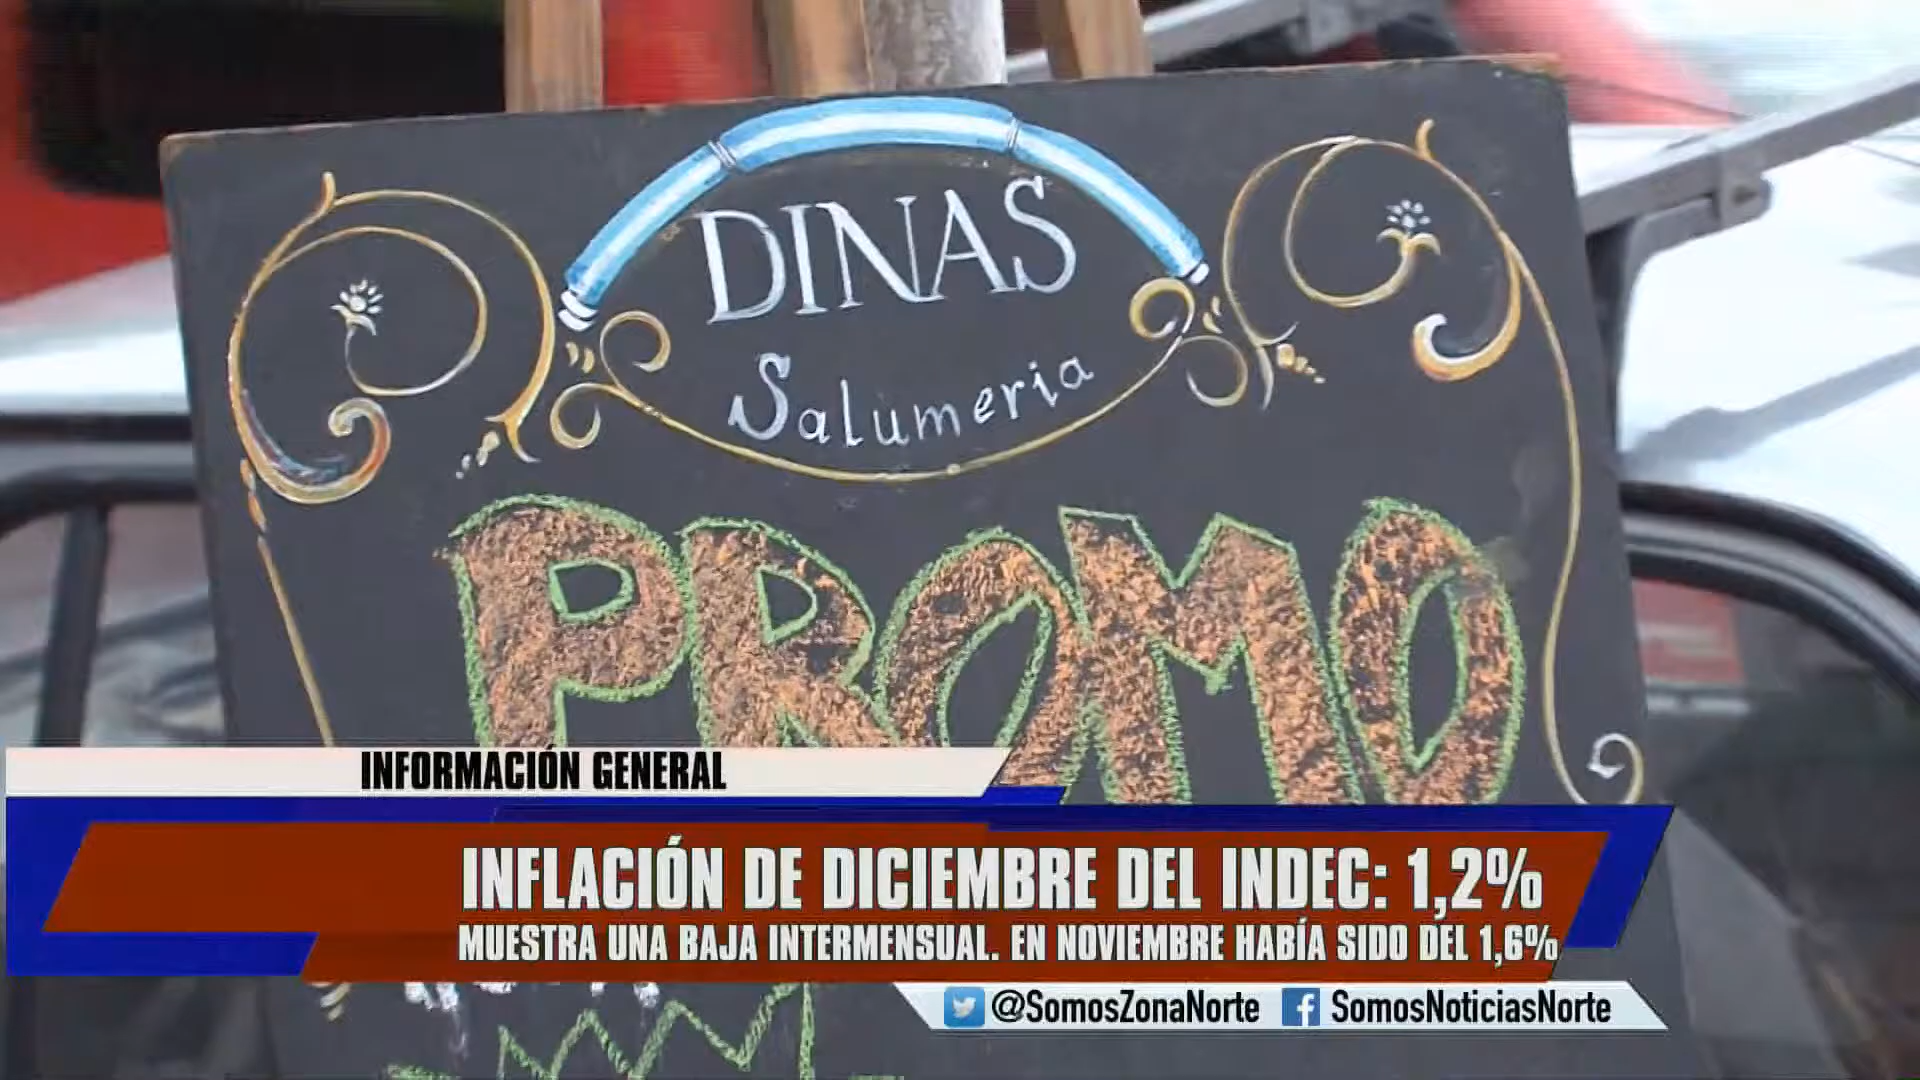 DINAS
Salumeria
PROMO
INFORMACIÓN GENERAL
INFLACIÓN DE DICIEMBRE DEL INDEC: 1,2%
MUESTRA UNA BAJA INTERMENSUAL. EN NOVIEMBRE HABÍA SIDO DEL 1,6%
@SomosZonaNorte SomosNoticiasNorte